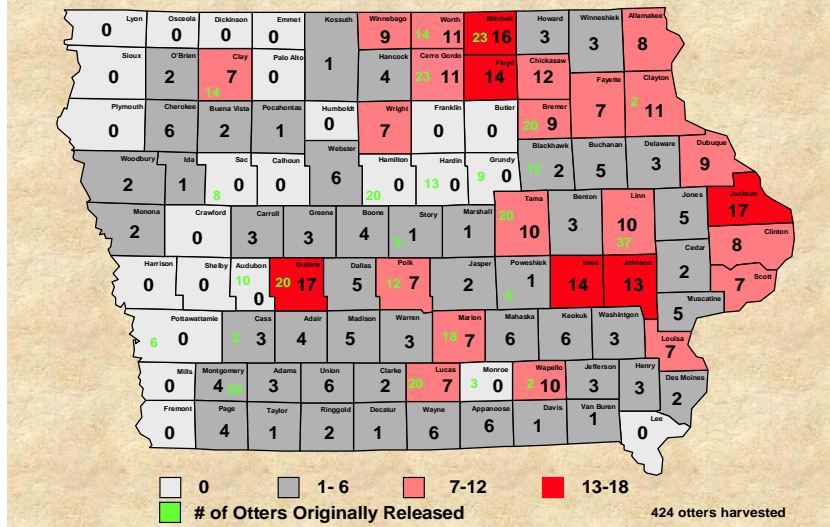 Lyon Osceola Dickinson Emmet Kossuth Winnebago Worth Mitchell Howard Winneshiek Allamakee
0 0 0 0 1 9 14 11 23 16 3 3 8
Sioux O'Brien Clay Palo Alto Hancock Cerro Gordo Floyd Chickasaw Fayette Clayton
0 2 14 7 0 4 23 11 14 12 7 2 11
Plymouth Cherokee Buena Vista Pocahontas Humboldt Wright Franklin Butler Bremer
0 6 2 1 0 7 0 0 20 9
Woodbury Ida Sac Calhoun Webster Hamilton Hardin Grundy Blackhawk Buchanan Delaware Dubuque
2 1 8 0 0 6 20 0 13 0 9 0 12 2 5 3 9
Monona Crawford Carroll Greene Boone Story Marshall Tama Benton Linn Jones Jackson
2 0 3 3 4 1 1 20 10 3 10 37 5 17
Clinton
8
Harrison Shelby Audubon Guthrie Dallas Polk Jasper Poweshiek Iowa Johnson Cedar Scott
0 0 10 0 20 17 5 12 7 2 1 14 13 2 7
Pottawattamie Cass Adair Madison Warren Marion Mahaska Keokuk Washintgon Muscatine
6 0 3 4 5 3 18 7 6 6 3 5
Louisa
7
Mills Montgomery Adams Union Clarke Lucas Monroe Wapello Jefferson Henry Des Moines
0 4 20 3 6 2 20 7 3 0 2 10 3 3 2
Fremont Page Taylor Ringgold Decatur Wayne Appanoose Davis Van Buren Lee
0 4 1 2 1 6 6 1 1 0
0 1- 6 7-12 13-18
# of Otters Originally Released
424 otters harvested